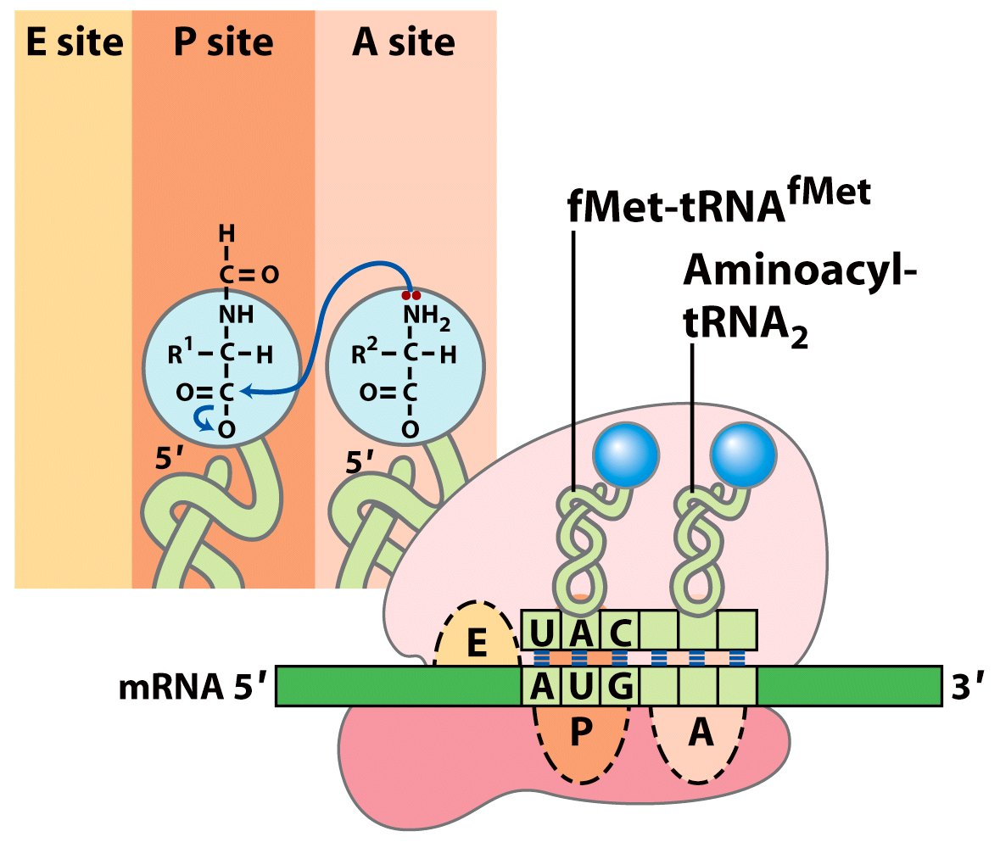 E site P site A site
H
C=O
NH
R¹–C–H
O=C
O
5′
NH₂
R²–C–H
O=C
O
5′
fMet-tRNAᶠᴹᵉᵗ
Aminoacyl-
tRNA₂
E
U A C
mRNA 5′
A U G
3′
P
A